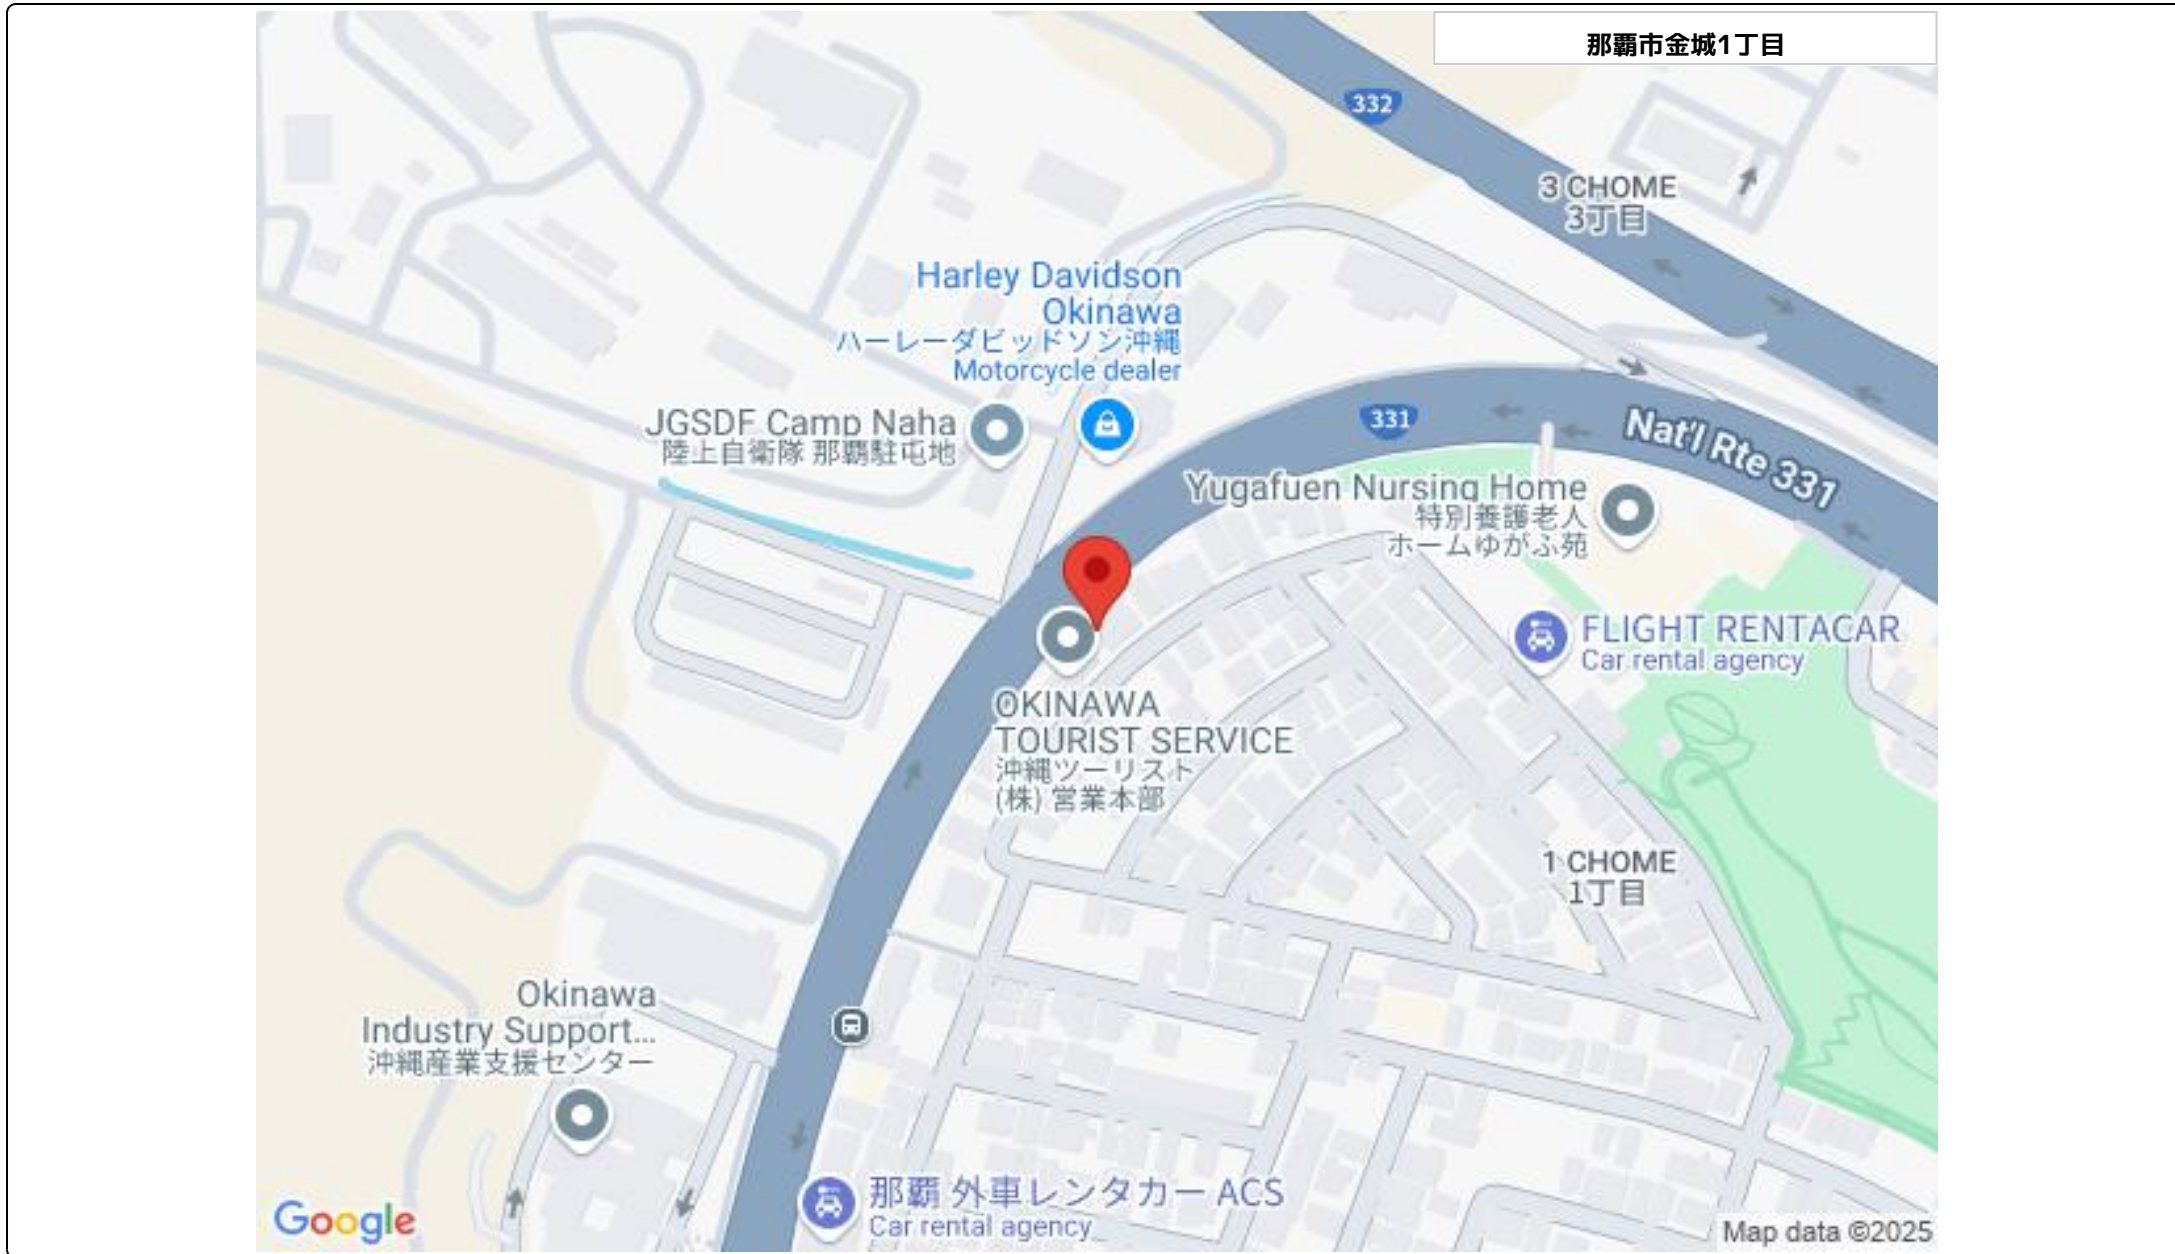 那覇市金城1丁目
332
3 CHOME
3丁目
Harley Davidson
Okinawa
ハーレーダビッドソン沖縄
Motorcycle dealer
JGSDF Camp Naha
陸上自衛隊 那覇駐屯地
331
Nat'l Rte 331
Yugafuen Nursing Home
特別養護老人
ホームゆがふ苑
FLIGHT RENTACAR
Car rental agency
OKINAWA
TOURIST SERVICE
沖縄ツーリスト
(株) 営業本部
1 CHOME
1丁目
Okinawa
Industry Support...
沖縄産業支援センター
那覇 外車レンタカー ACS
Car rental agency
Google
Map data ©2025